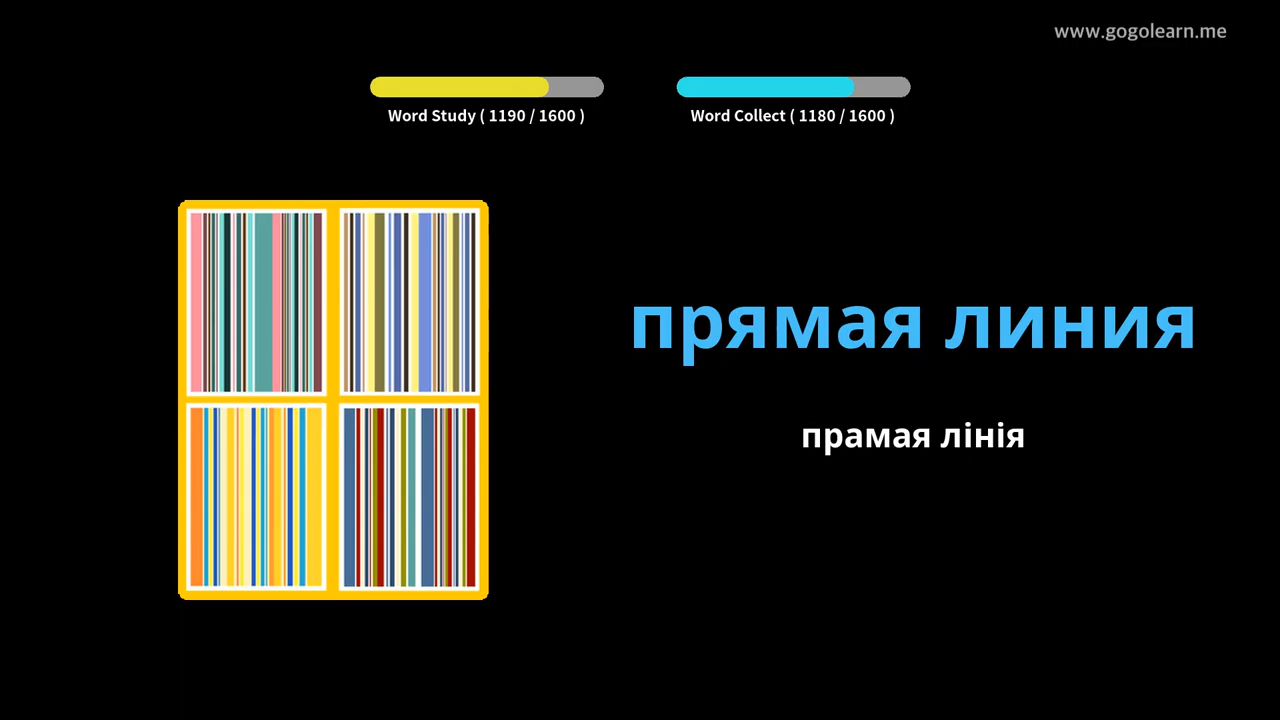 www.gogolearn.me
Word Study ( 1190 / 1600 )
Word Collect ( 1180 / 1600 )
прямая линия
прамая лінія